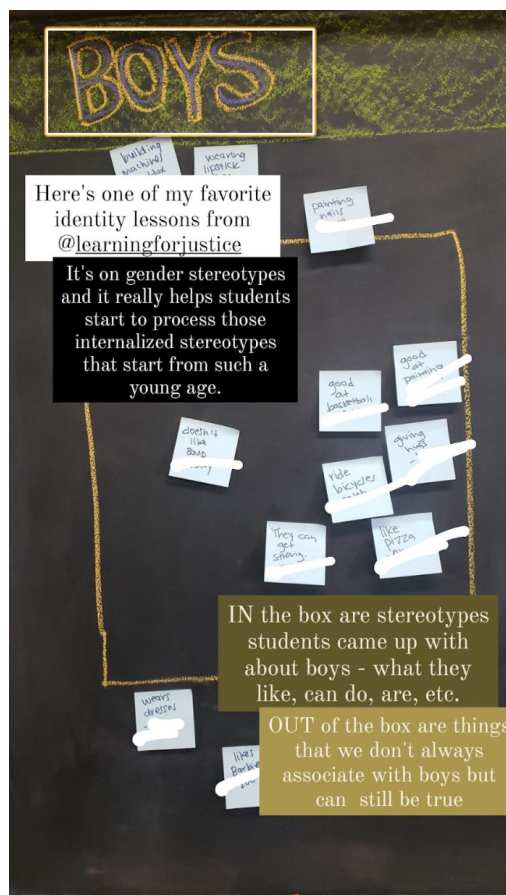 BOYS
building
machines
wearing
lipstick
painting
nails
Here's one of my favorite
identity lessons from
@learningforjustice
It's on gender stereotypes
and it really helps students
start to process those
internalized stereotypes
that start from such a
young age.
good
at
painting
good
at
basketball
giving
hugs
doesn't
like
ride
bicycles
They can
get
strong.
like
pizza
IN the box are stereotypes
students came up with
about boys - what they
like, can do, are, etc.
wears
dresses
OUT of the box are things
that we don't always
associate with boys but
can still be true
likes
Barbie